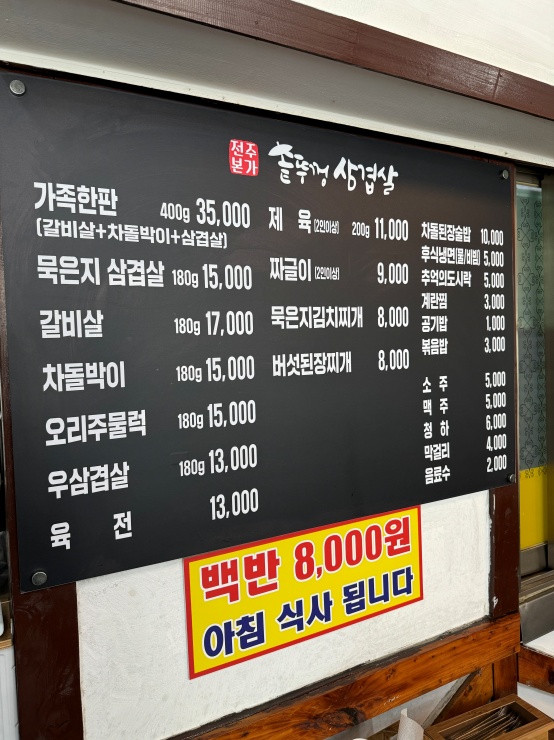 전주본가 솥뚜껑 삼겹살
가족한판 400g 35,000
(갈비살+차돌박이+삼겹살)
묵은지 삼겹살 180g 15,000
갈비살 180g 17,000
차돌박이 180g 15,000
오리주물럭 180g 15,000
우삼겹살 180g 13,000
육 전 13,000
제 육 (2인이상) 200g 11,000
짜글이 (2인이상) 9,000
묵은지김치찌개 8,000
버섯된장찌개 8,000
차돌된장술밥 10,000
후식냉면(물/비빔) 5,000
추억의도시락 5,000
계란찜 3,000
공기밥 1,000
볶음밥 3,000
소 주 5,000
맥 주 5,000
청 하 6,000
막걸리 4,000
음료수 2,000
백반 8,000원
아침 식사 됩니다